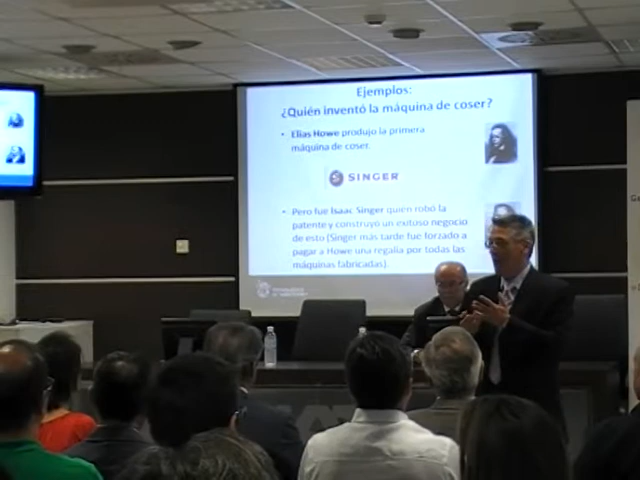 Ejemplos:
¿Quién inventó la máquina de coser?
• Elias Howe produjo la primera
máquina de coser.
SINGER
• Pero fue Isaac Singer quien robó la
patente y construyó un exituso negocio
de esto (Singer más tarde fue forzado a
pagar a Howe una regalía por todas las
máquinas fabricadas).